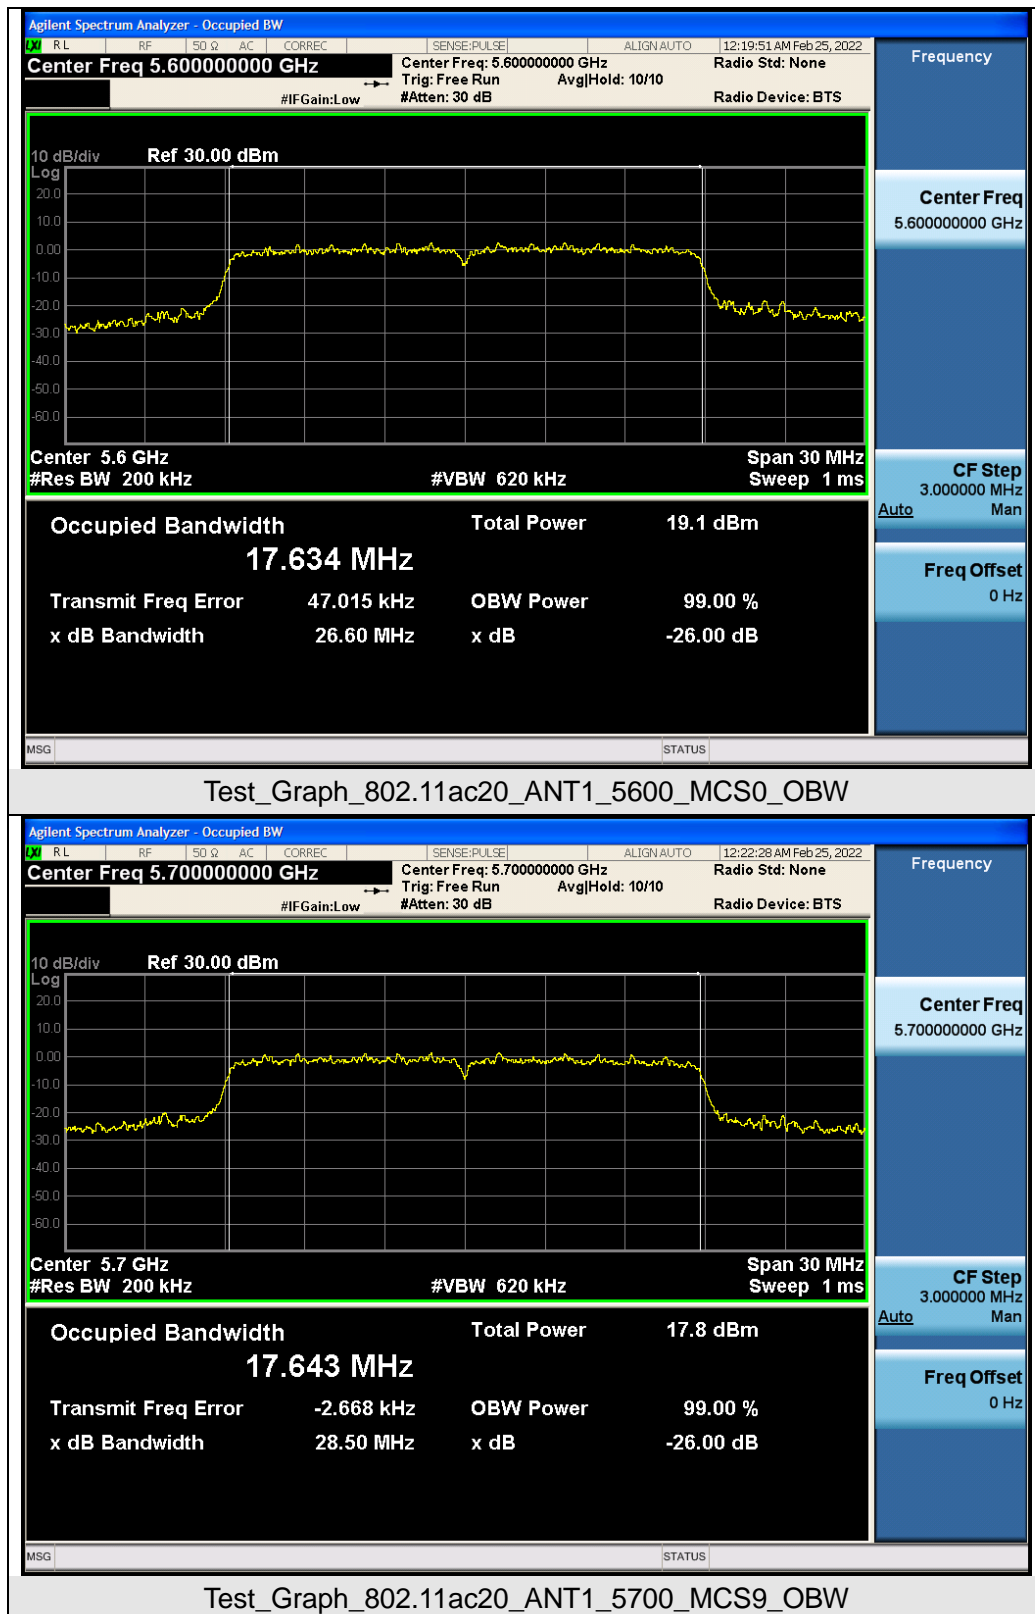 Agilent Spectrum Analyzer - Occupied BW
LXI RL RF 50 Ω AC CORREC SENSE:PULSE ALIGN AUTO 12:19:51 AM Feb 25, 2022
Center Freq 5.600000000 GHz Center Freq: 5.600000000 GHz Radio Std: None
Trig: Free Run Avg|Hold: 10/10
#IFGain:Low #Atten: 30 dB Radio Device: BTS
Frequency
10 dB/div Ref 30.00 dBm
Log
20.0
10.0
0.00
-10.0
-20.0
-30.0
-40.0
-50.0
-60.0
Center Freq
5.600000000 GHz
Center 5.6 GHz Span 30 MHz
#Res BW 200 kHz #VBW 620 kHz Sweep 1 ms
CF Step
3.000000 MHz
Auto Man
Occupied Bandwidth Total Power 19.1 dBm
17.634 MHz
Transmit Freq Error 47.015 kHz OBW Power 99.00 %
x dB Bandwidth 26.60 MHz x dB -26.00 dB
Freq Offset
0 Hz
MSG STATUS
Test_Graph_802.11ac20_ANT1_5600_MCS0_OBW
Agilent Spectrum Analyzer - Occupied BW
LXI RL RF 50 Ω AC CORREC SENSE:PULSE ALIGN AUTO 12:22:28 AM Feb 25, 2022
Center Freq 5.700000000 GHz Center Freq: 5.700000000 GHz Radio Std: None
Trig: Free Run Avg|Hold: 10/10
#IFGain:Low #Atten: 30 dB Radio Device: BTS
Frequency
10 dB/div Ref 30.00 dBm
Log
20.0
10.0
0.00
-10.0
-20.0
-30.0
-40.0
-50.0
-60.0
Center Freq
5.700000000 GHz
Center 5.7 GHz Span 30 MHz
#Res BW 200 kHz #VBW 620 kHz Sweep 1 ms
CF Step
3.000000 MHz
Auto Man
Occupied Bandwidth Total Power 17.8 dBm
17.643 MHz
Transmit Freq Error -2.668 kHz OBW Power 99.00 %
x dB Bandwidth 28.50 MHz x dB -26.00 dB
Freq Offset
0 Hz
MSG STATUS
Test_Graph_802.11ac20_ANT1_5700_MCS9_OBW